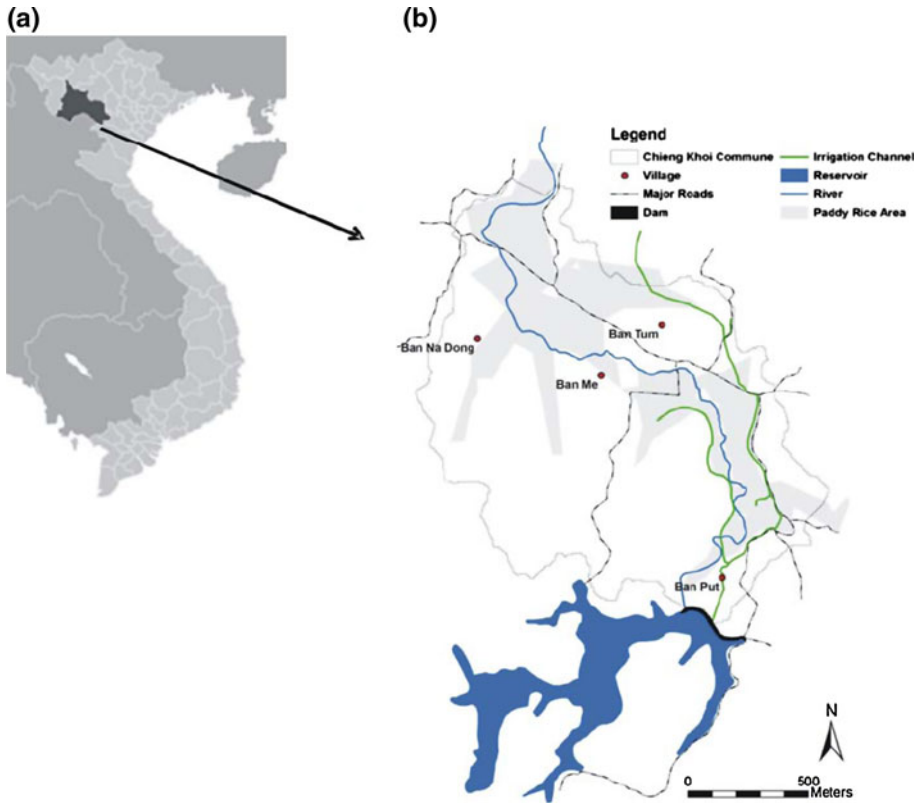 (a)
(b)
Legend
Chieng Khoi Commune
Village
Major Roads
Dam
Irrigation Channel
Reservoir
River
Paddy Rice Area
Ban Tum
Ban Na Dong
Ban Me
Ban Put
N
0 500
Meters